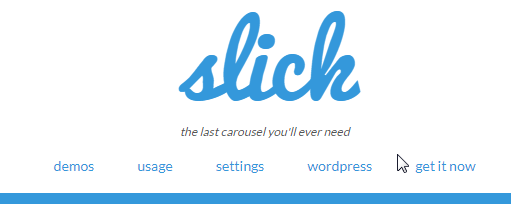 slick
the last carousel you'll ever need
demos usage settings wordpress get it now